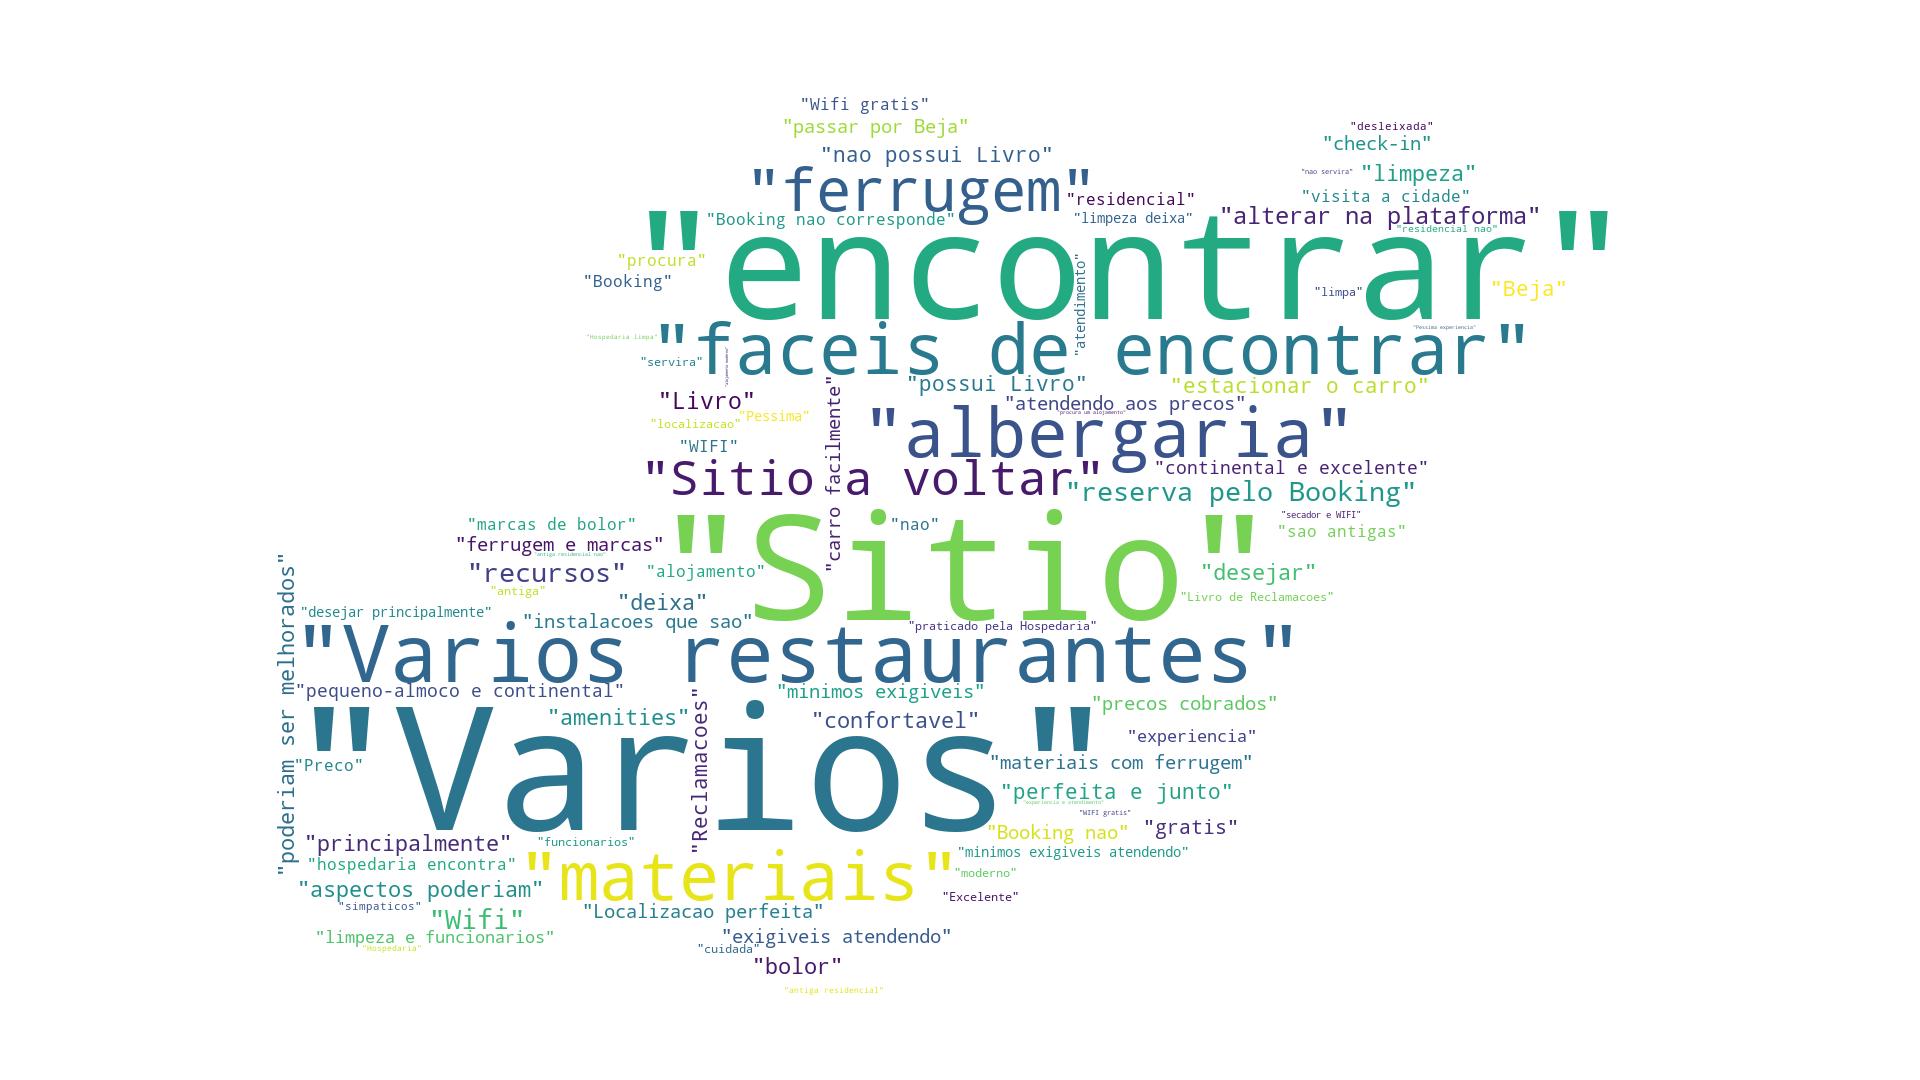 "Wifi gratis"
"passar por Beja"
"desleixada"
"check-in"
"nao possui Livro"
"nao servira"
"limpeza"
"ferrugem"
"residencial"
"visita a cidade"
"Booking nao corresponde"
"limpeza deixa"
"alterar na plataforma"
"residencial nao"
"encontrar"
"procura"
"Booking"
"atendimento"
"limpa"
"Beja"
"Hospedaria Limpa"
"faceis de encontrar"
"Pessima experiencia"
"servira"
"possui Livro"
"estacionar o carro"
"Livro"
"atendendo aos precos"
"procura um alojamento"
"localizacao"
"Pessima"
"albergaria"
"WIFI"
"carro facilmente"
"Sitio a voltar"
"continental e excelente"
"reserva pelo Booking"
"marcas de bolor"
"nao"
"secador e WIFI"
"sao antigas"
"ferrugem e marcas"
"antiga residencial nao"
"Sitio"
"recursos"
"alojamento"
"desejar"
"antiga"
"deixa"
"Livro de Reclamacoes"
"desejar principalmente"
"instalacoes que sao"
"praticado pela Hospedaria"
"Varios restaurantes"
"poderiam ser melhorados"
"pequeno-almoco e continental"
"minimos exigiveis"
"precos cobrados"
"amenities"
"Reclamacoes"
"confortavel"
"experiencia"
"Varios"
"Preco"
"materiais com ferrugem"
"perfeita e junto"
"experiencia e atendimento"
"WIFI gratis"
"Booking nao"
"gratis"
"principalmente"
"funcionarios"
"hospedaria encontra"
"materiais"
"minimos exigiveis atendendo"
"moderno"
"aspectos poderiam"
"Excelente"
"simpaticos"
"Wifi"
"Localizacao perfeita"
"limpeza e funcionarios"
"Hospedaria"
"exigiveis atendendo"
"cuidada"
"bolor"
"antiga residencial"